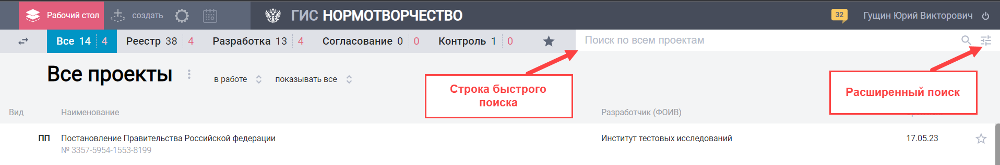 Рабочий стол
создать
ГИС НОРМОТВОРЧЕСТВО
32
Гущин Юрий Викторович
Все 14 4
Реестр 38 4
Разработка 13 4
Согласование 0 0
Контроль 1 0
Поиск по всем проектам
Все проекты
в работе
показывать все
Строка быстрого
поиска
Расширенный поиск
Вид
Наименование
Разработчик (ФОИВ)
ПП
Постановление Правительства Российской федерации
Институт тестовых исследований
17.05.23
№ 3357-5954-1553-8199